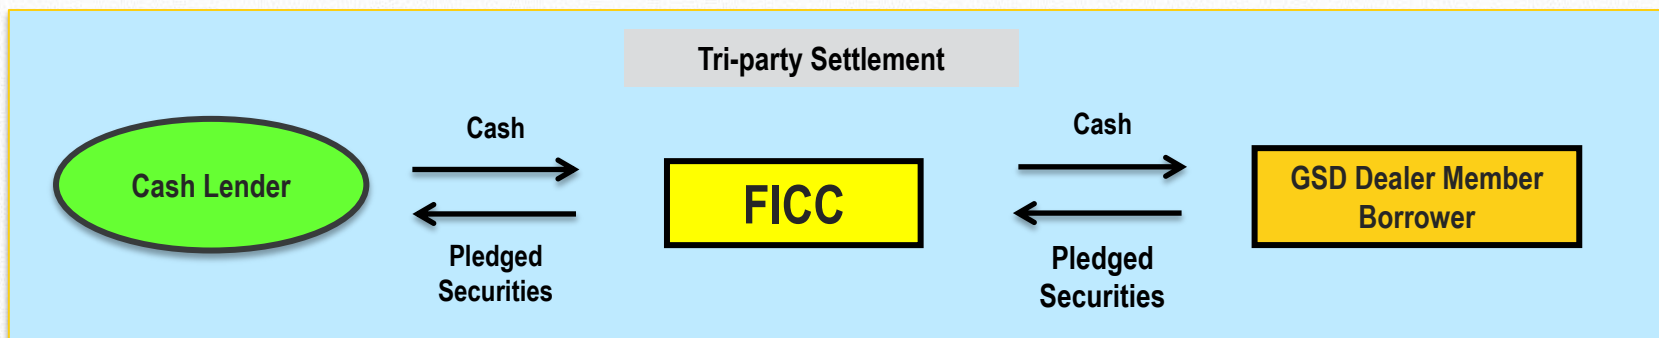 Tri-party Settlement
Cash
Cash
Cash Lender
FICC
GSD Dealer Member
Borrower
Pledged
Securities
Pledged
Securities